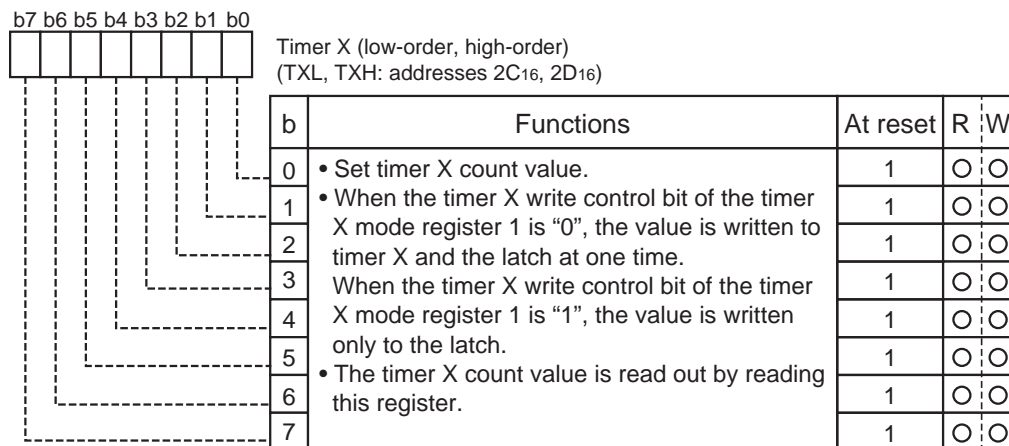 b7 b6 b5 b4 b3 b2 b1 b0
Timer X (low-order, high-order)
(TXL, TXH: addresses 2C16, 2D16)
b Functions At reset R W
0 • Set timer X count value. 1 O O
1 • When the timer X write control bit of the timer 1 O O
X mode register 1 is “0”, the value is written to
2 timer X and the latch at one time. 1 O O
3 When the timer X write control bit of the timer 1 O O
4 X mode register 1 is “1”, the value is written 1 O O
only to the latch.
5 • The timer X count value is read out by reading 1 O O
6 this register. 1 O O
7 1 O O